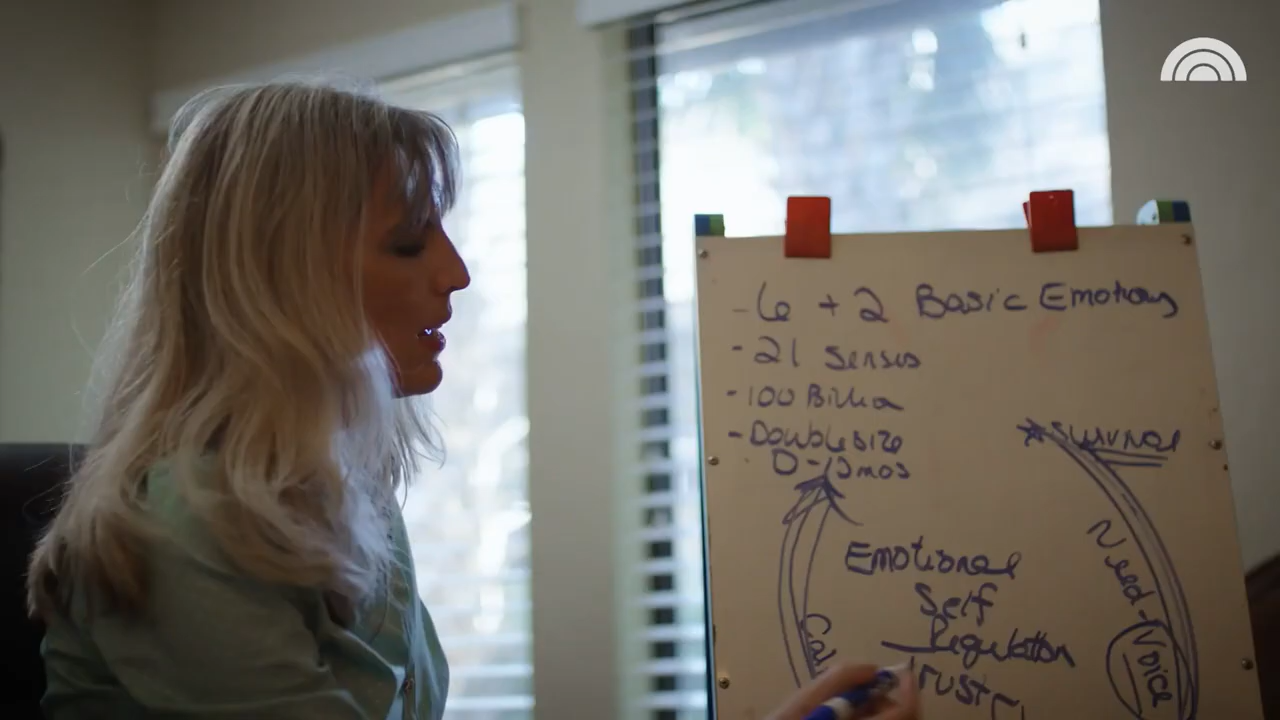 - 6 + 2 Basic Emotions
- 21 Senses
- 100 Billion
- Double size
0-12mos
Survival
Need-Voice
Emotional
Self
Regulation
Trust